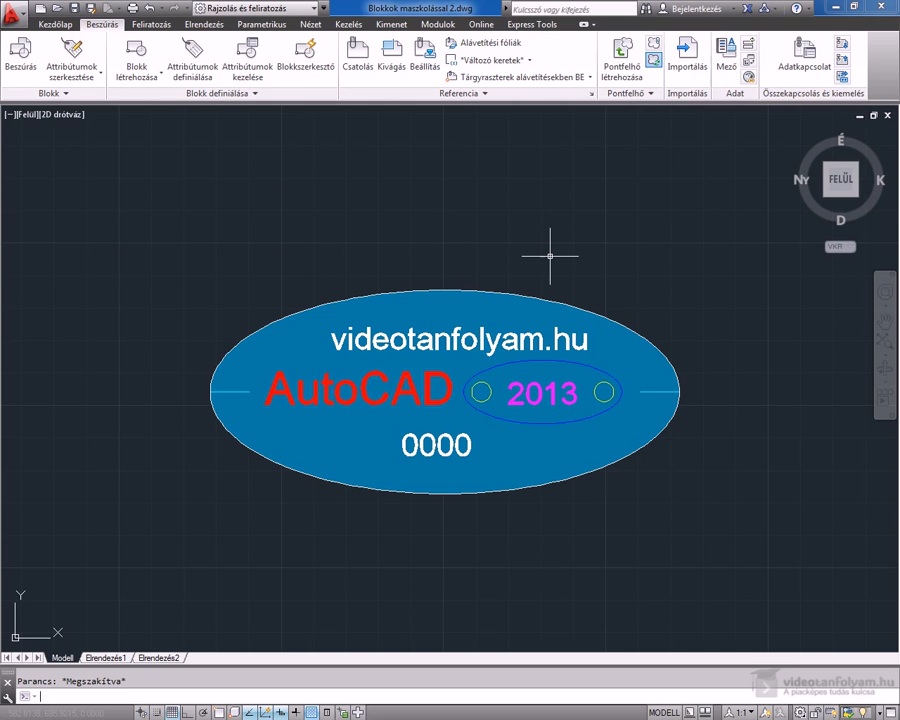 Rajzolás és feliratozás
Blokkok maszkolással 2.dwg
Kulcsszó vagy kifejezés
Bejelentkezés
Kezdőlap Beszúrás Feliratozás Elrendezés Parametrikus Nézet Kezelés Kimenet Modulok Online Express Tools
Beszúrás
Attribútumok szerkesztése
Blokk létrehozása
Attribútumok definiálása
Attribútumok kezelése
Blokkszerkesztő
Csatolás
Kivágás
Beállítás
Alávetítési fóliák
*Változó keretek*
Tárgyraszterek alávetítésekben BE
Pontfelhő létrehozása
Importálás
Mező
Adatkapcsolat
Blokk
Blokk definiálása
Referencia
Pontfelhő
Importálás
Adat
Összekapcsolás és kiemelés
[−][Felül][2D drótváz]
É
Ny
FELÜL
K
D
VKR
videotanfolyam.hu
AutoCAD
2013
0000
Y
X
Modell Elrendezés1 Elrendezés2
Parancs: *Megszakítva*
videotanfolyam.hu
A piacképes tudás kulcsa
MODELL
1:1